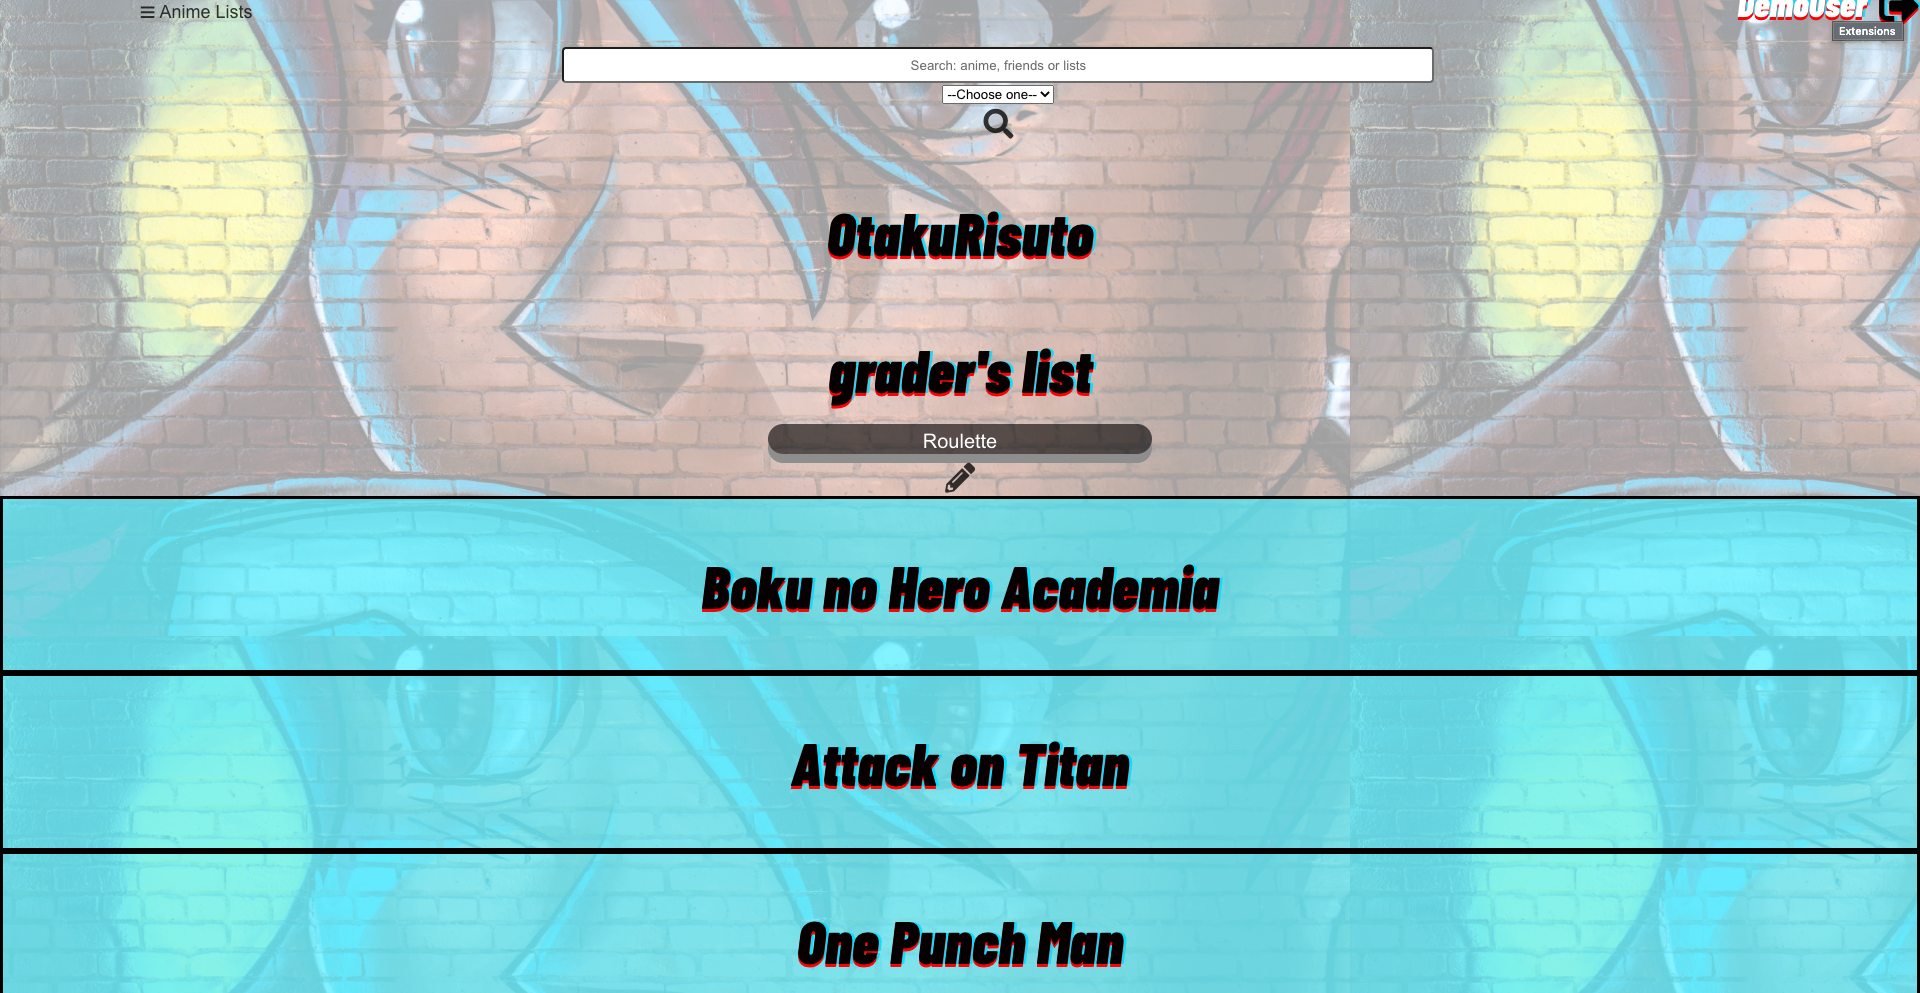 Anime Lists
DemoUser
Extensions
Search: anime, friends or lists
--Choose one--
OtakuRisuto
grader's list
Roulette
Boku no Hero Academia
Attack on Titan
One Punch Man